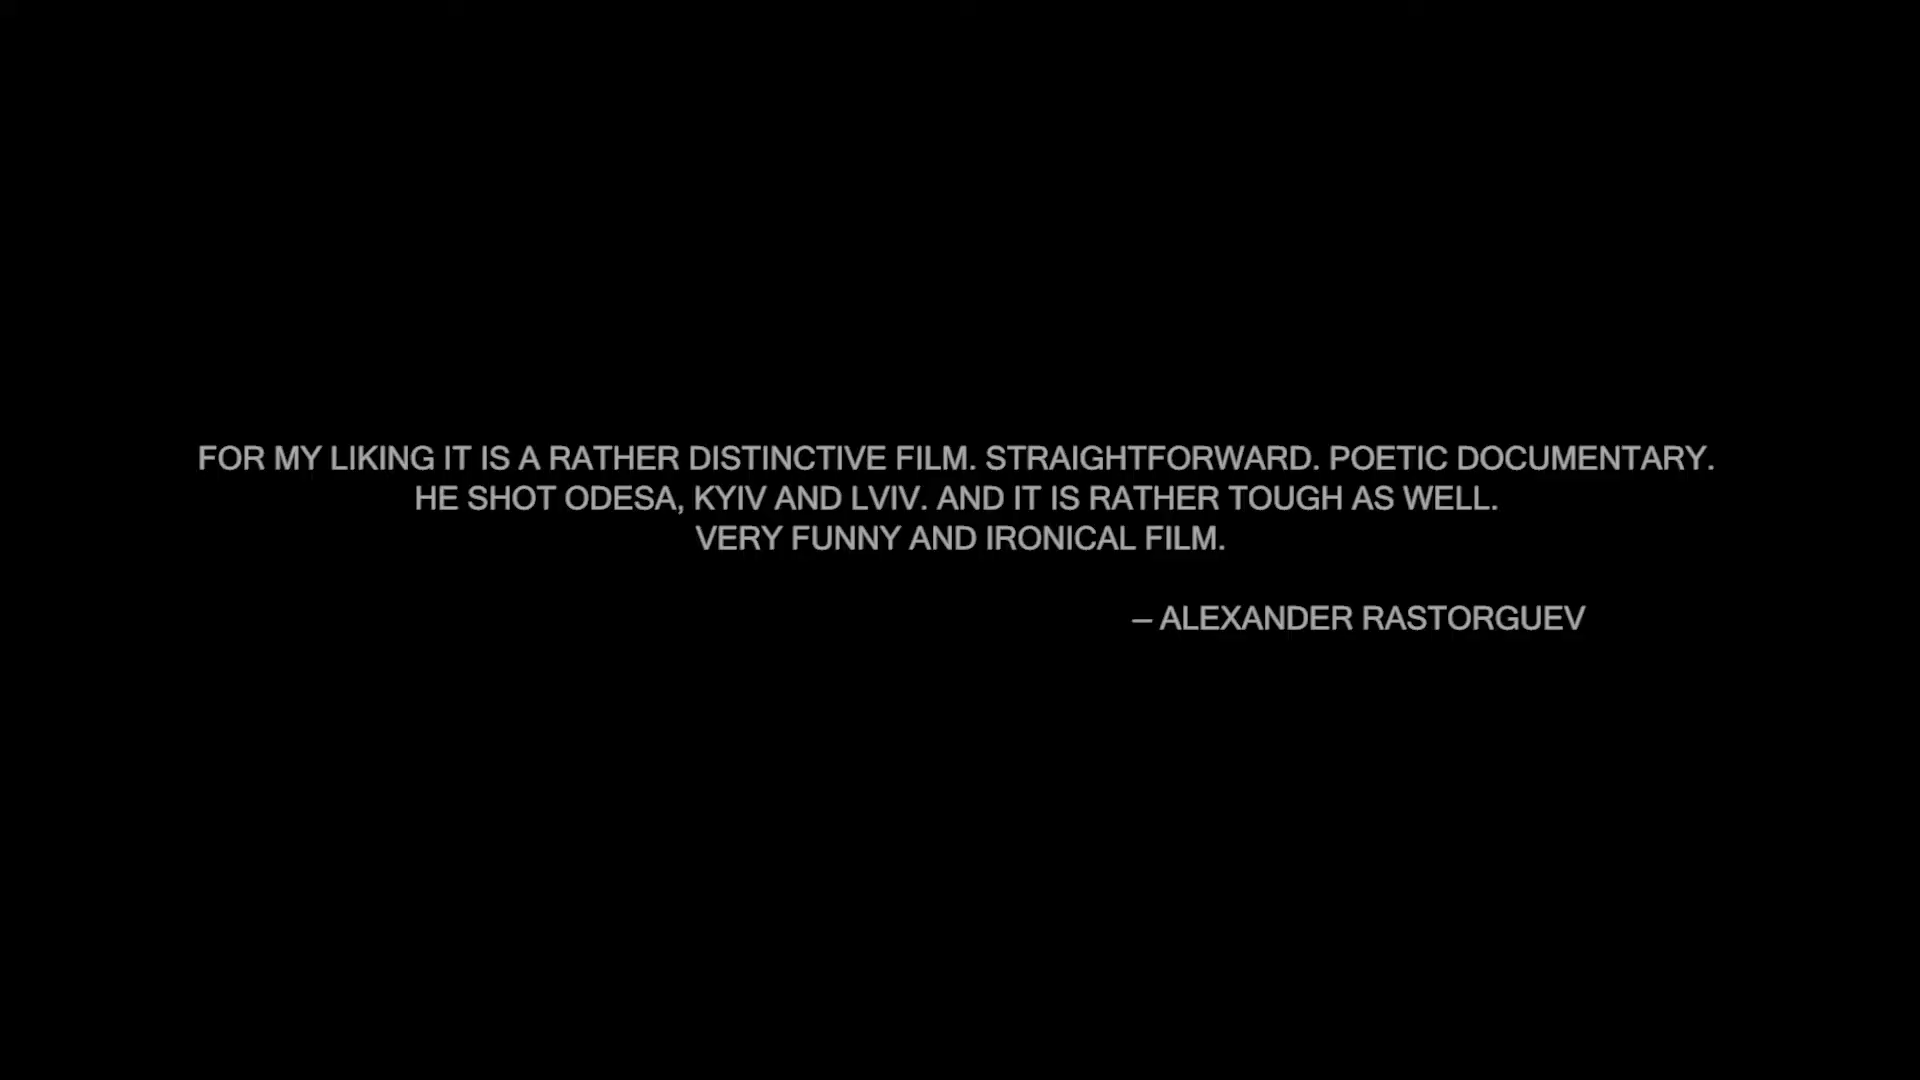 FOR MY LIKING IT IS A RATHER DISTINCTIVE FILM. STRAIGHTFORWARD. POETIC DOCUMENTARY.
HE SHOT ODESA, KYIV AND LVIV. AND IT IS RATHER TOUGH AS WELL.
VERY FUNNY AND IRONICAL FILM.
– ALEXANDER RASTORGUEV